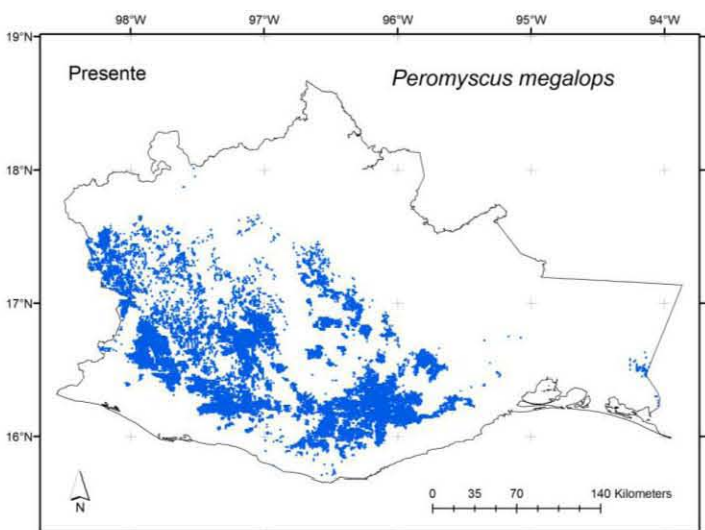 98°W 97°W 96°W 95°W 94°W
19°N
Presente Peromyscus megalops
18°N
17°N
16°N
N
0 35 70 140 Kilometers